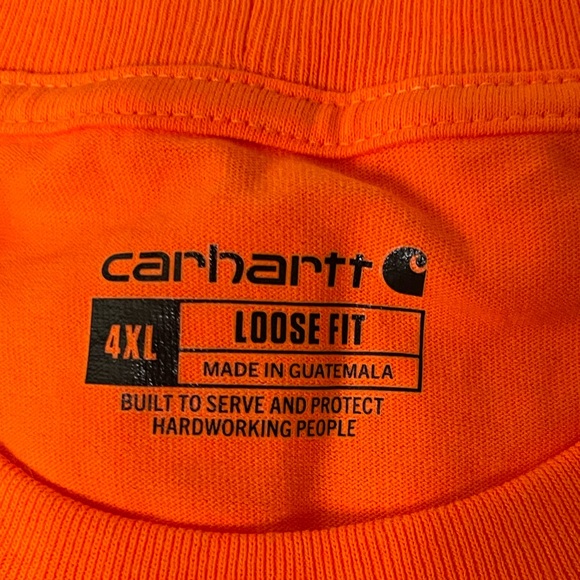 carhartt
4XL
LOOSE FIT
MADE IN GUATEMALA
BUILT TO SERVE AND PROTECT
HARDWORKING PEOPLE